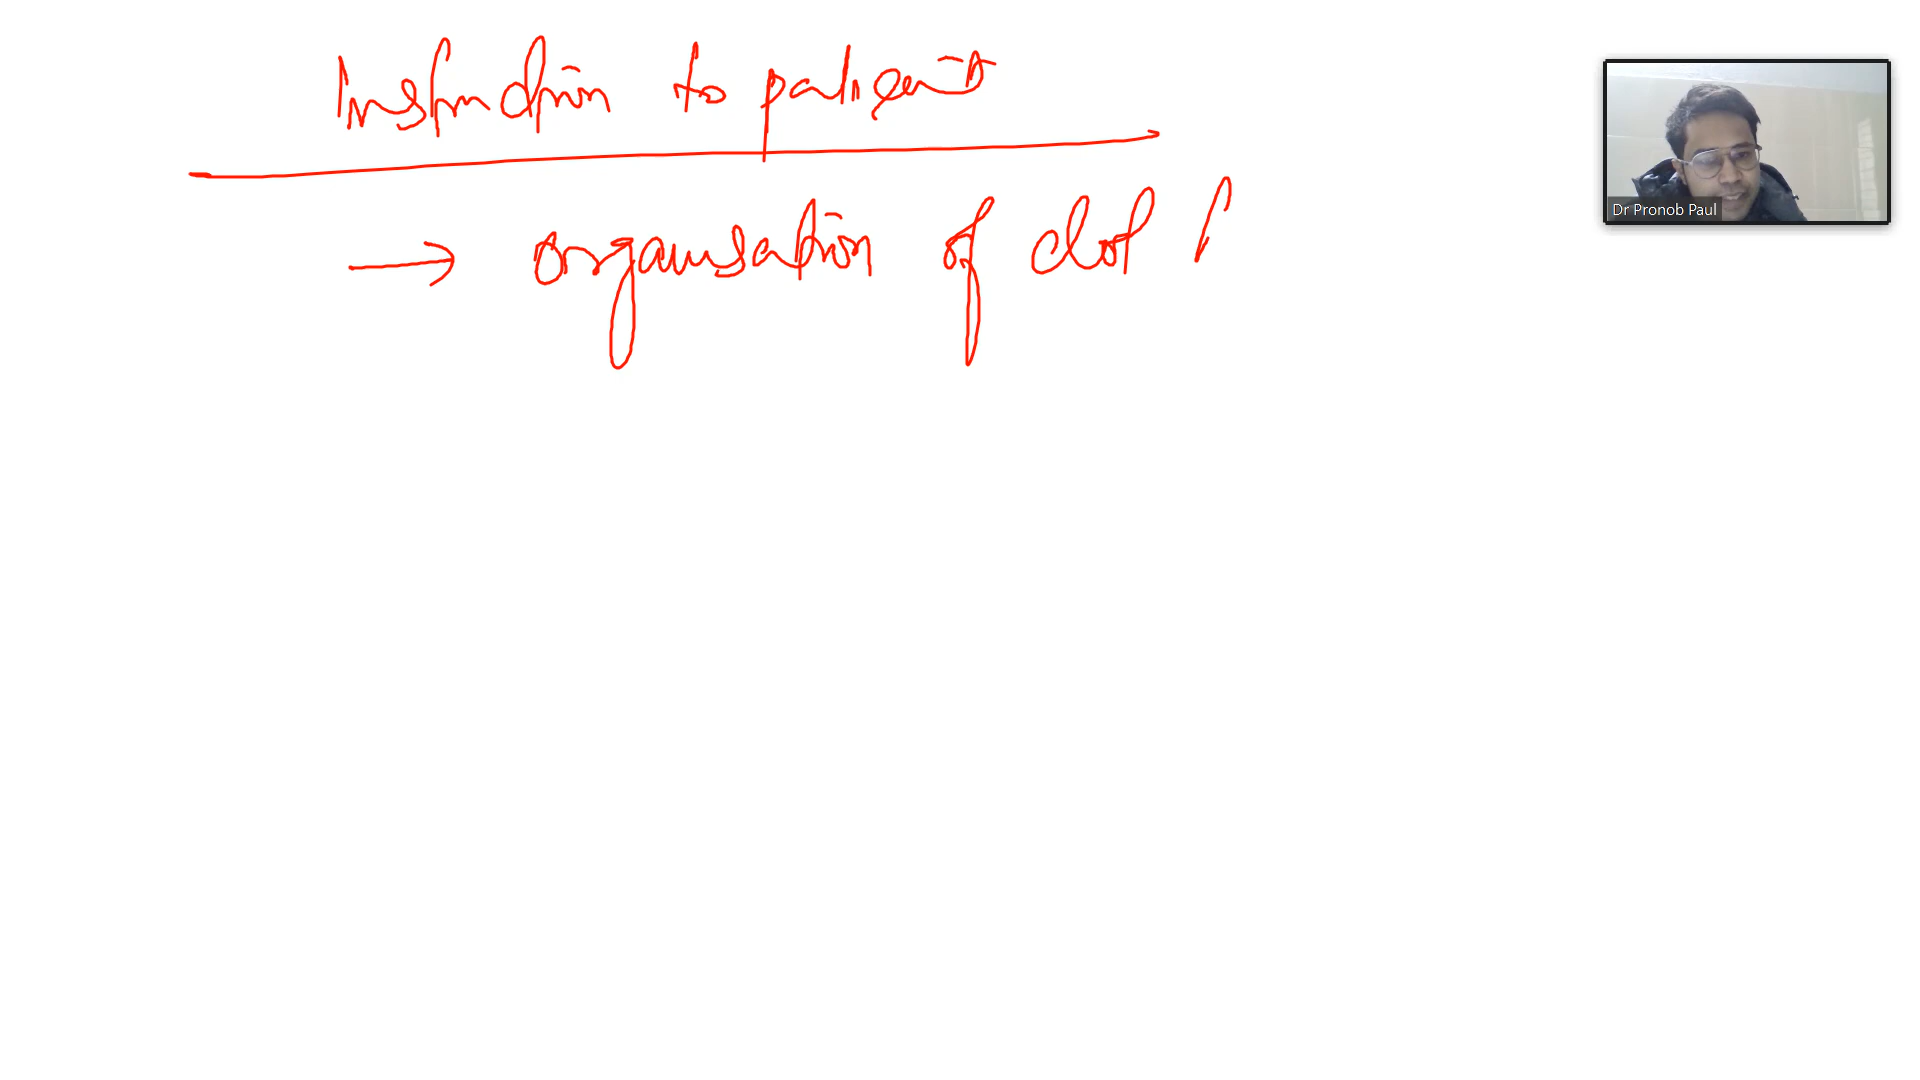 Instruction to patient
→ organisation of clot
Dr Pronob Paul